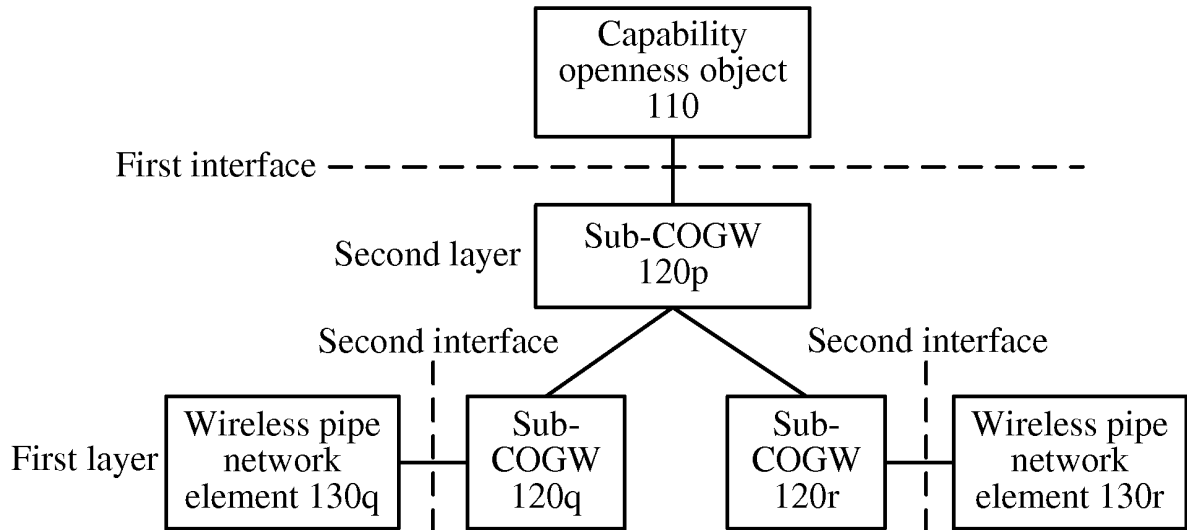 Capability
openness object
110
First interface
Sub-COGW
120p
Second layer
Second interface
Second interface
First layer
Wireless pipe
network
element 130q
Sub-
COGW
120q
Sub-
COGW
120r
Wireless pipe
network
element 130r